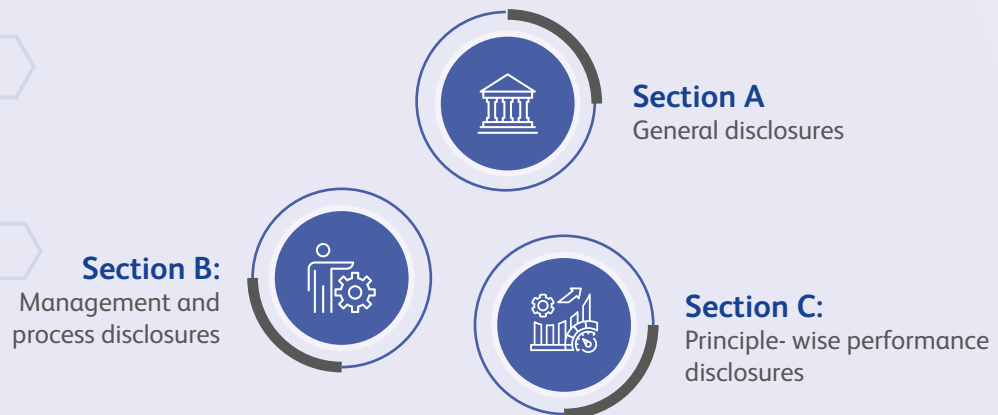 Section A
General disclosures
Section B:
Management and
process disclosures
Section C:
Principle- wise performance
disclosures